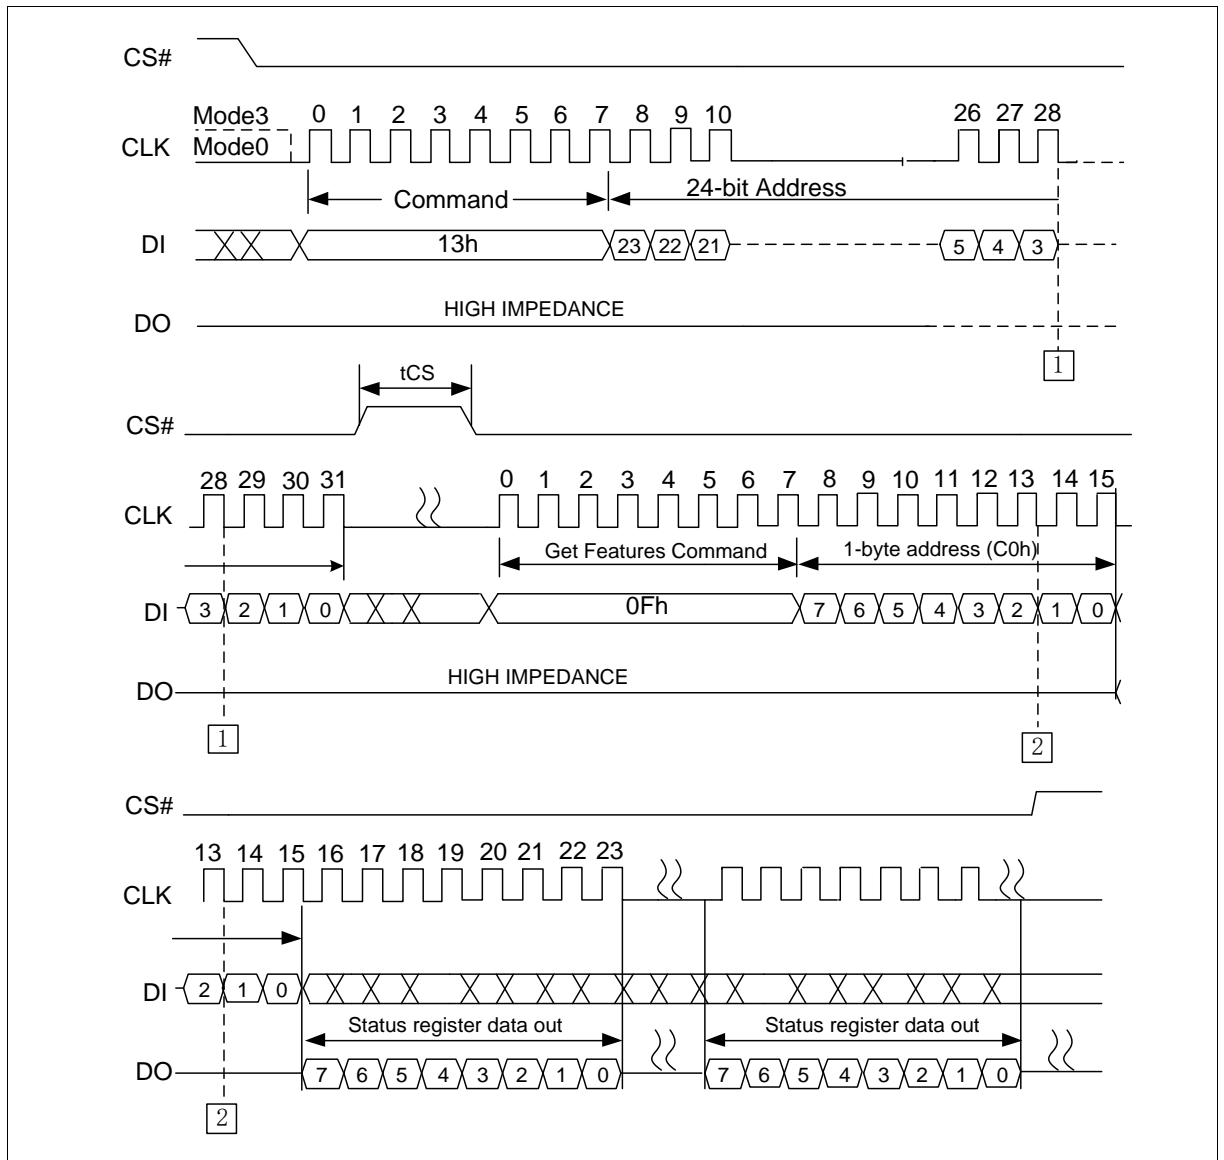 CS#
Mode3 0 1 2 3 4 5 6 7 8 9 10 26 27 28
CLK Mode0
Command 24-bit Address
DI 13h 23 22 21 5 4 3
HIGH IMPEDANCE
DO
1
tCS
CS#
28 29 30 31 0 1 2 3 4 5 6 7 8 9 10 11 12 13 14 15
CLK
Get Features Command 1-byte address (C0h)
DI 3 2 1 0 0Fh 7 6 5 4 3 2 1 0
HIGH IMPEDANCE
DO
1 2
CS#
13 14 15 16 17 18 19 20 21 22 23
CLK
DI 2 1 0
Status register data out Status register data out
DO 7 6 5 4 3 2 1 0 7 6 5 4 3 2 1 0
2